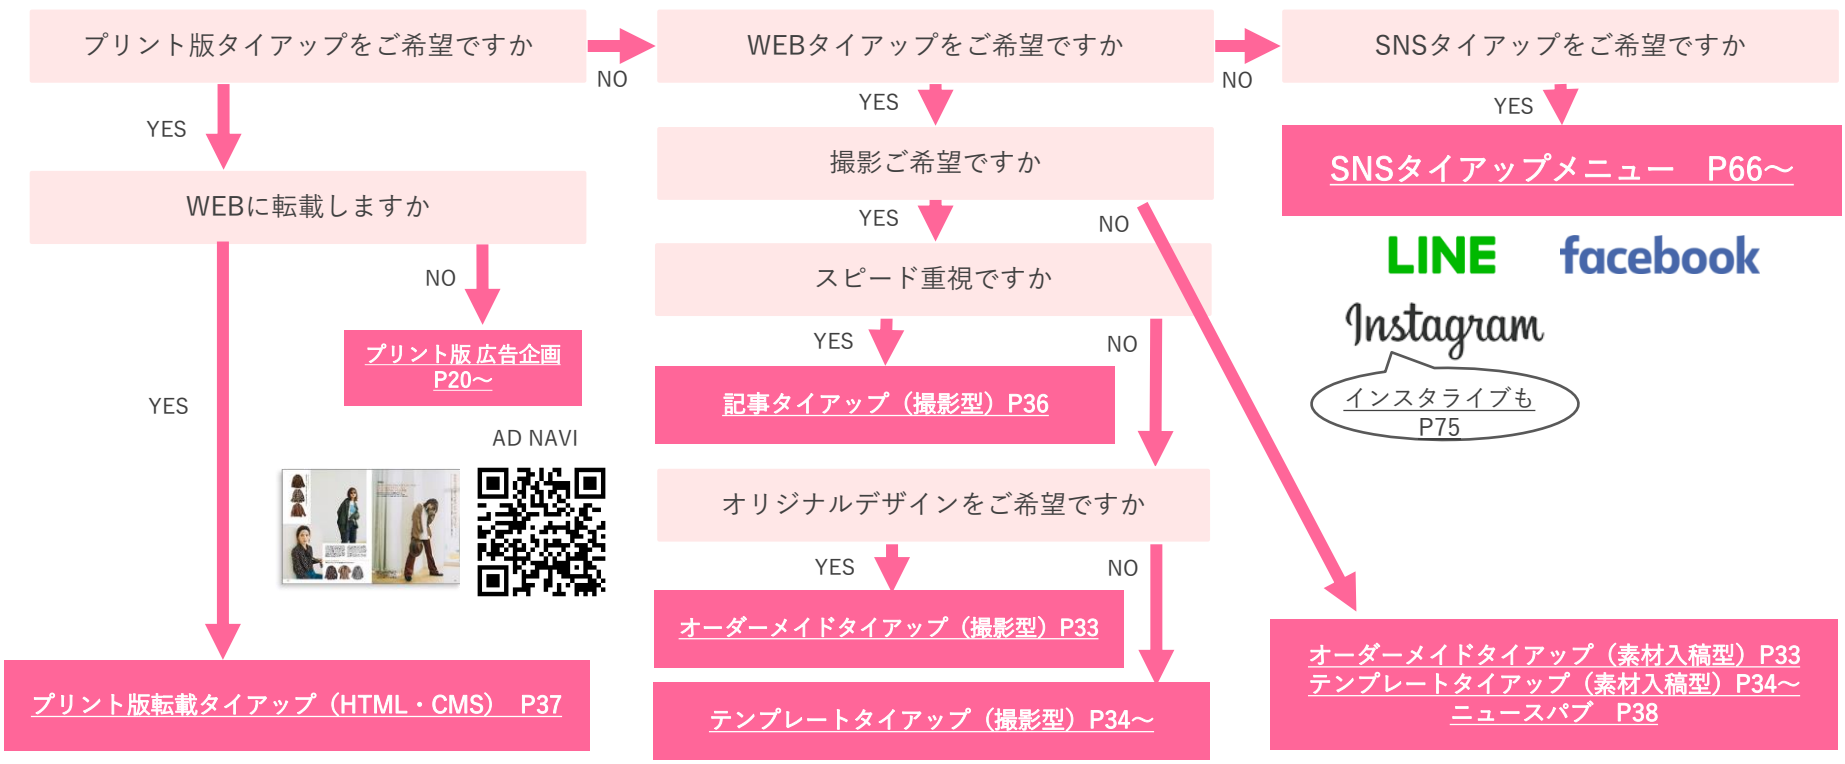 プリント版タイアップをご希望ですか
NO
WEBタイアップをご希望ですか
NO
SNSタイアップをご希望ですか
YES
WEBに転載しますか
NO
プリント版 広告企画
P20～
YES
AD NAVI
プリント版転載タイアップ（HTML・CMS） P37
YES
撮影ご希望ですか
YES
NO
スピード重視ですか
YES
NO
記事タイアップ（撮影型）P36
オリジナルデザインをご希望ですか
YES
NO
オーダーメイドタイアップ（撮影型）P33
テンプレートタイアップ（撮影型）P34～
YES
SNSタイアップメニュー　P66～
LINE
facebook
Instagram
インスタライブも
P75
オーダーメイドタイアップ（素材入稿型）P33
テンプレートタイアップ（素材入稿型）P34～
ニュースパブ　P38